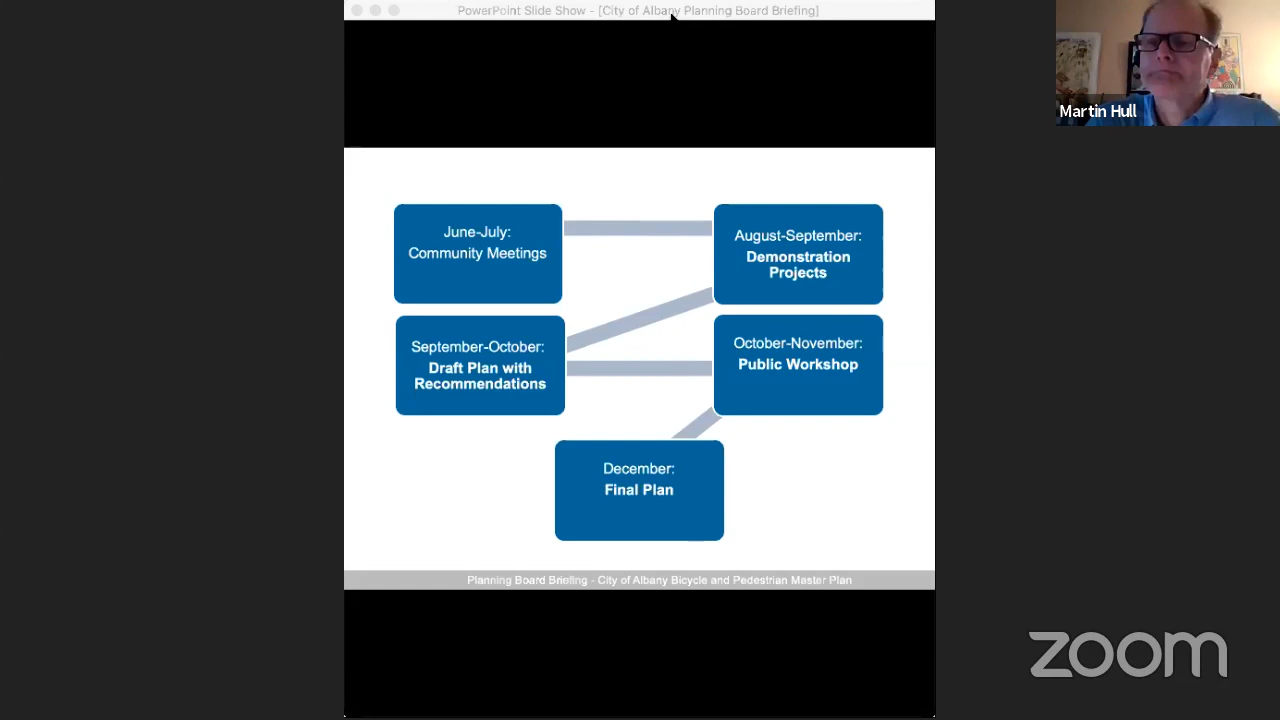 PowerPoint Slide Show - [City of Albany Planning Board Briefing]
Martin Hull
June-July:
Community Meetings
August-September:
Demonstration
Projects
September-October:
Draft Plan with
Recommendations
October-November:
Public Workshop
December:
Final Plan
Planning Board Briefing - City of Albany Bicycle and Pedestrian Master Plan
zoom